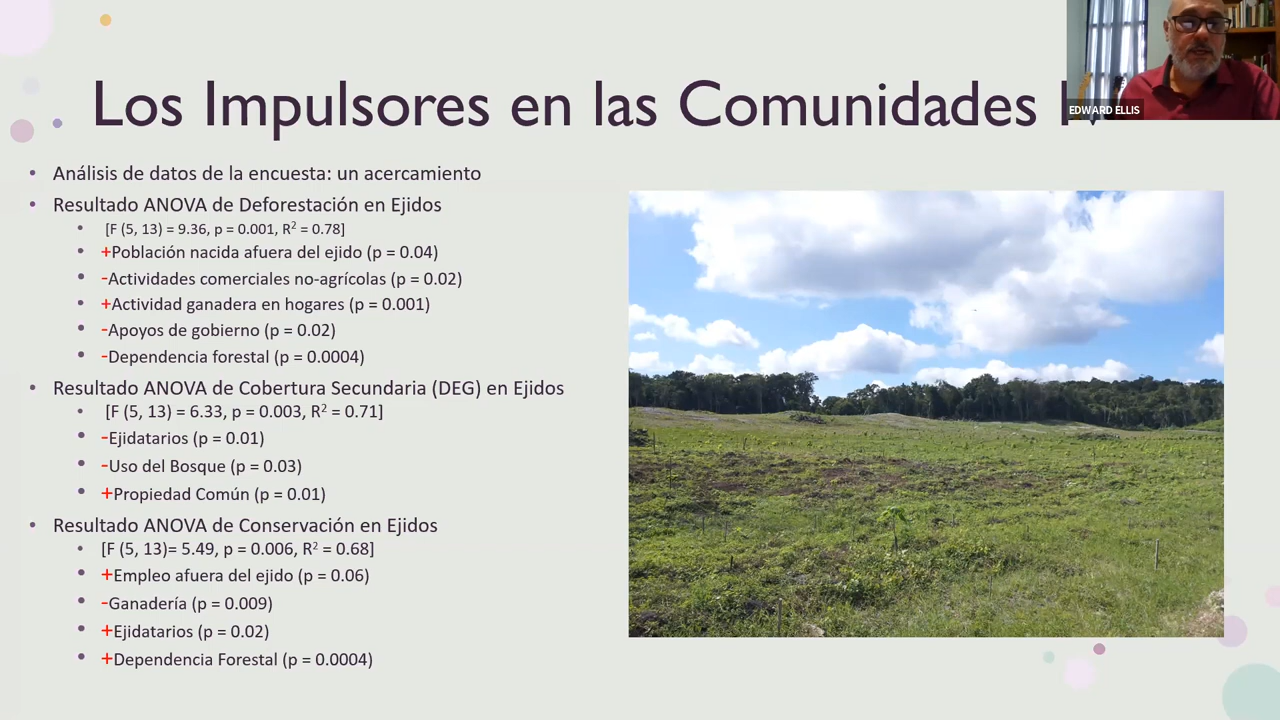 Los Impulsores en las Comunidades
EDWARD ELLIS
• Análisis de datos de la encuesta: un acercamiento
• Resultado ANOVA de Deforestación en Ejidos
• [F (5, 13) = 9.36, p = 0.001, R² = 0.78]
• +Población nacida afuera del ejido (p = 0.04)
• -Actividades comerciales no-agrícolas (p = 0.02)
• +Actividad ganadera en hogares (p = 0.001)
• -Apoyos de gobierno (p = 0.02)
• -Dependencia forestal (p = 0.0004)
• Resultado ANOVA de Cobertura Secundaria (DEG) en Ejidos
• [F (5, 13) = 6.33, p = 0.003, R² = 0.71]
• -Ejidatarios (p = 0.01)
• -Uso del Bosque (p = 0.03)
• +Propiedad Común (p = 0.01)
• Resultado ANOVA de Conservación en Ejidos
• [F (5, 13)= 5.49, p = 0.006, R² = 0.68]
• +Empleo afuera del ejido (p = 0.06)
• -Ganadería (p = 0.009)
• +Ejidatarios (p = 0.02)
• +Dependencia Forestal (p = 0.0004)